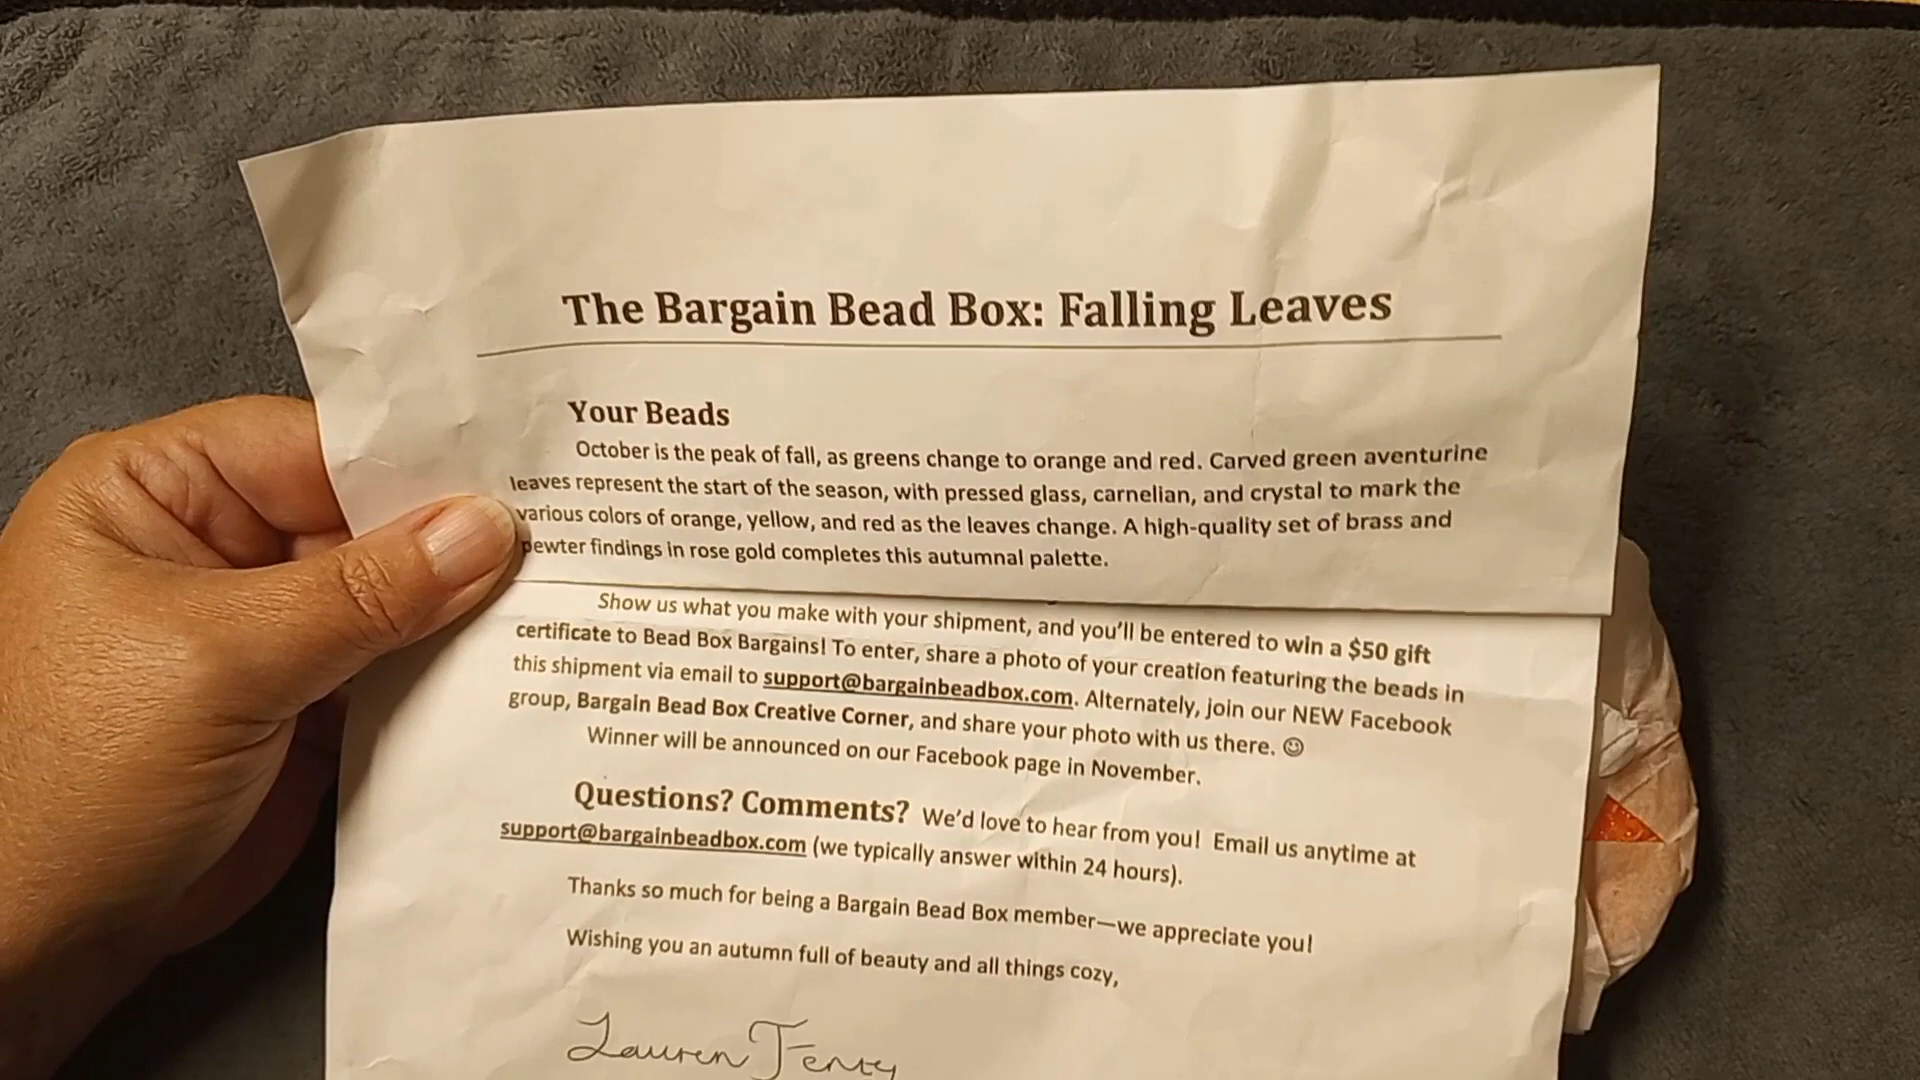 The Bargain Bead Box: Falling Leaves
Your Beads
October is the peak of fall, as greens change to orange and red. Carved green aventurine
leaves represent the start of the season, with pressed glass, carnelian, and crystal to mark the
various colors of orange, yellow, and red as the leaves change. A high-quality set of brass and
pewter findings in rose gold completes this autumnal palette.
Show us what you make with your shipment, and you'll be entered to win a $50 gift
certificate to Bead Box Bargains! To enter, share a photo of your creation featuring the beads in
this shipment via email to support@bargainbeadbox.com. Alternately, join our NEW Facebook
group, Bargain Bead Box Creative Corner, and share your photo with us there. ☺
Winner will be announced on our Facebook page in November.
Questions? Comments? We'd love to hear from you! Email us anytime at
support@bargainbeadbox.com (we typically answer within 24 hours).
Thanks so much for being a Bargain Bead Box member—we appreciate you!
Wishing you an autumn full of beauty and all things cozy,
Lauren